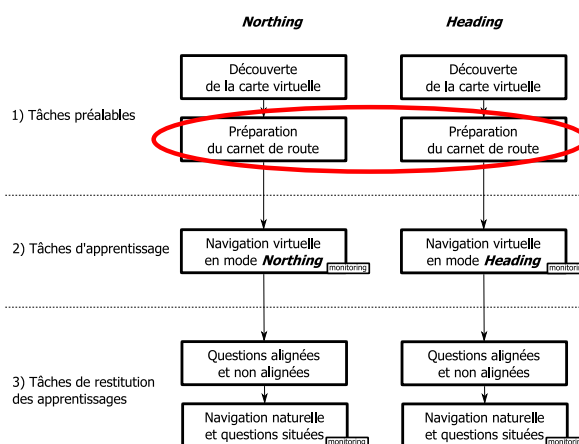 Northing
Heading
Découverte
de la carte virtuelle
Découverte
de la carte virtuelle
1) Tâches préalables
Préparation
du carnet de route
Préparation
du carnet de route
2) Tâches d'apprentissage
Navigation virtuelle
en mode Northing
monitoring
Navigation virtuelle
en mode Heading
monitoring
3) Tâches de restitution
des apprentissages
Questions alignées
et non alignées
Questions alignées
et non alignées
Navigation naturelle
et questions situées
monitoring
Navigation naturelle
et questions situées
monitoring